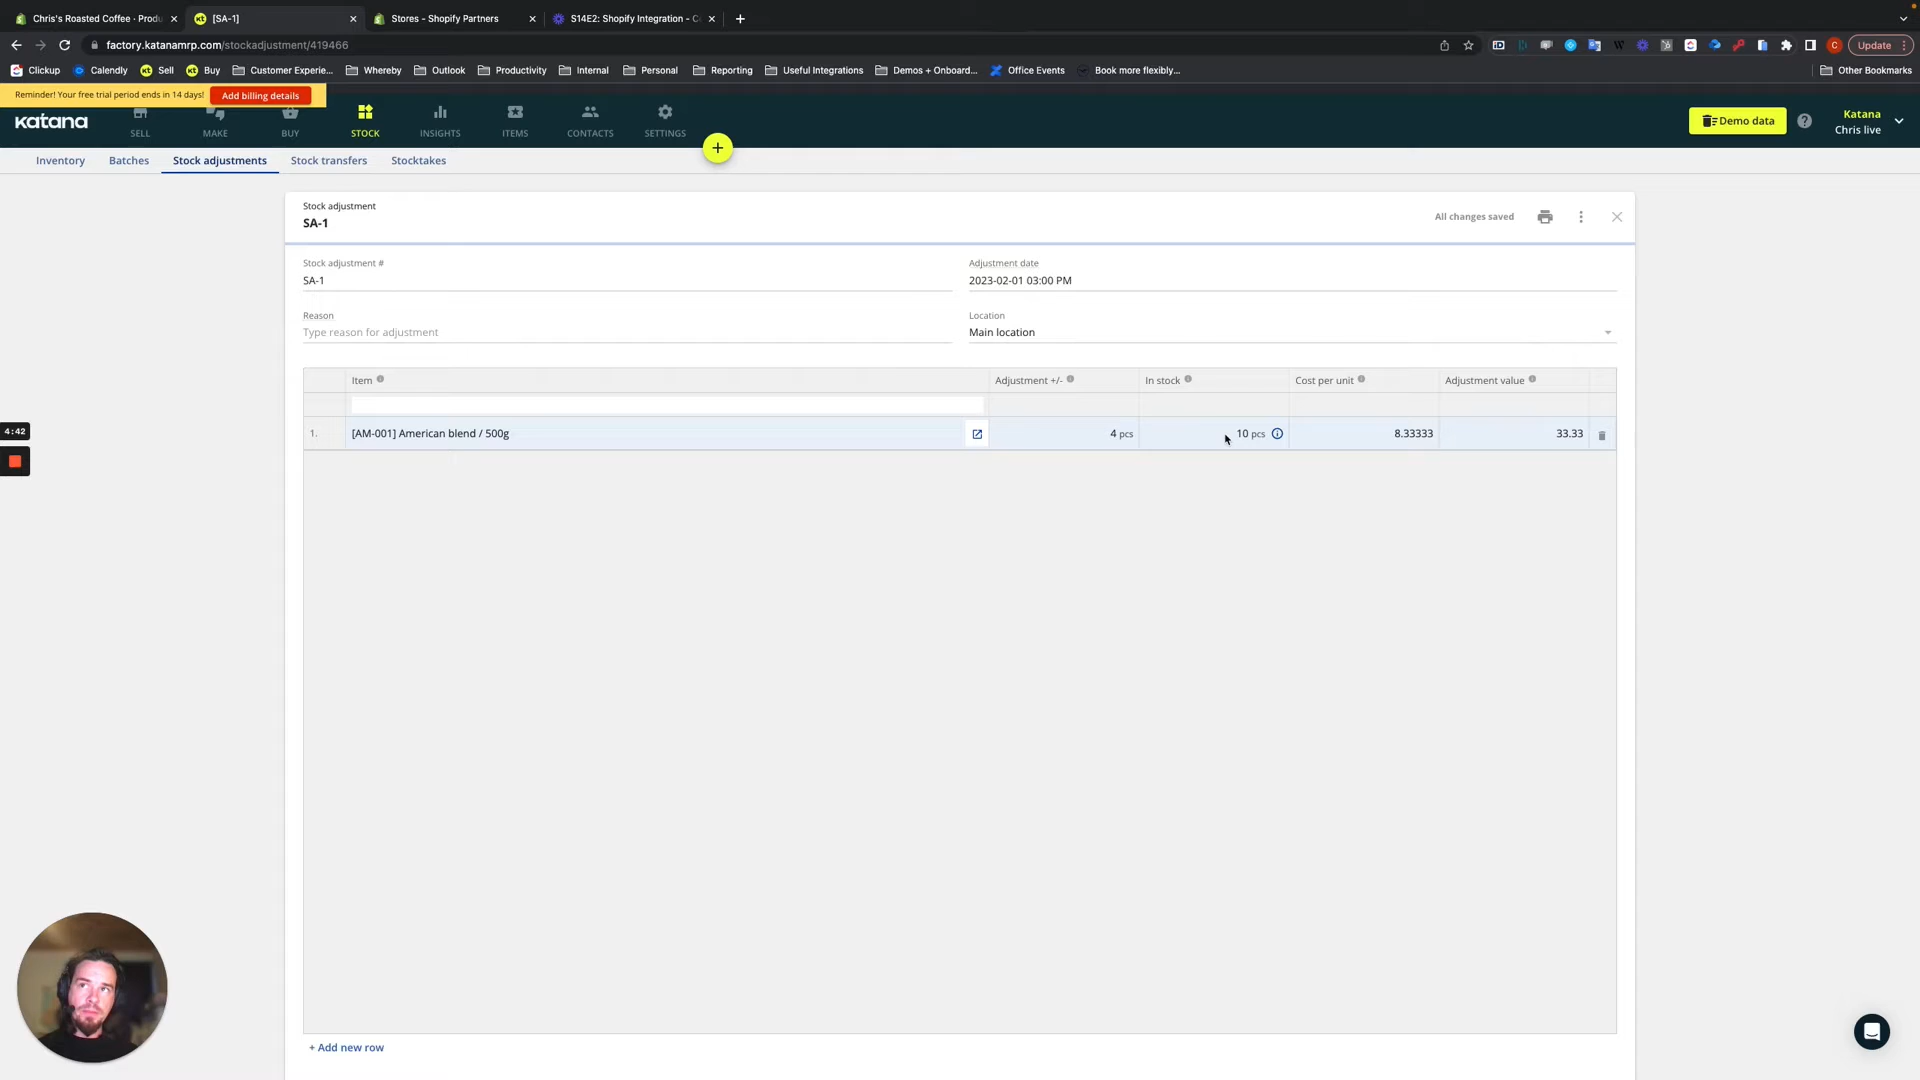 Chris's Roasted Coffee · Produ
[SA-1]
Stores - Shopify Partners
S14E2: Shopify Integration - C
factory.katanamrp.com/stockadjustment/419466
Update
Clickup
Calendly
Sell
Buy
Customer Experie...
Whereby
Outlook
Productivity
Internal
Personal
Reporting
Useful Integrations
Demos + Onboard...
Office Events
Book more flexibly...
Other Bookmarks
Reminder! Your free trial period ends in 14 days!
Add billing details
katana
SELL
MAKE
BUY
STOCK
INSIGHTS
ITEMS
CONTACTS
SETTINGS
Demo data
Katana
Chris live
Inventory
Batches
Stock adjustments
Stock transfers
Stocktakes
Stock adjustment
SA-1
All changes saved
Stock adjustment #
SA-1
Adjustment date
2023-02-01 03:00 PM
Reason
Type reason for adjustment
Location
Main location
Item
Adjustment +/-
In stock
Cost per unit
Adjustment value
1.
[AM-001] American blend / 500g
4 pcs
10 pcs
8.33333
33.33
4:42
+ Add new row